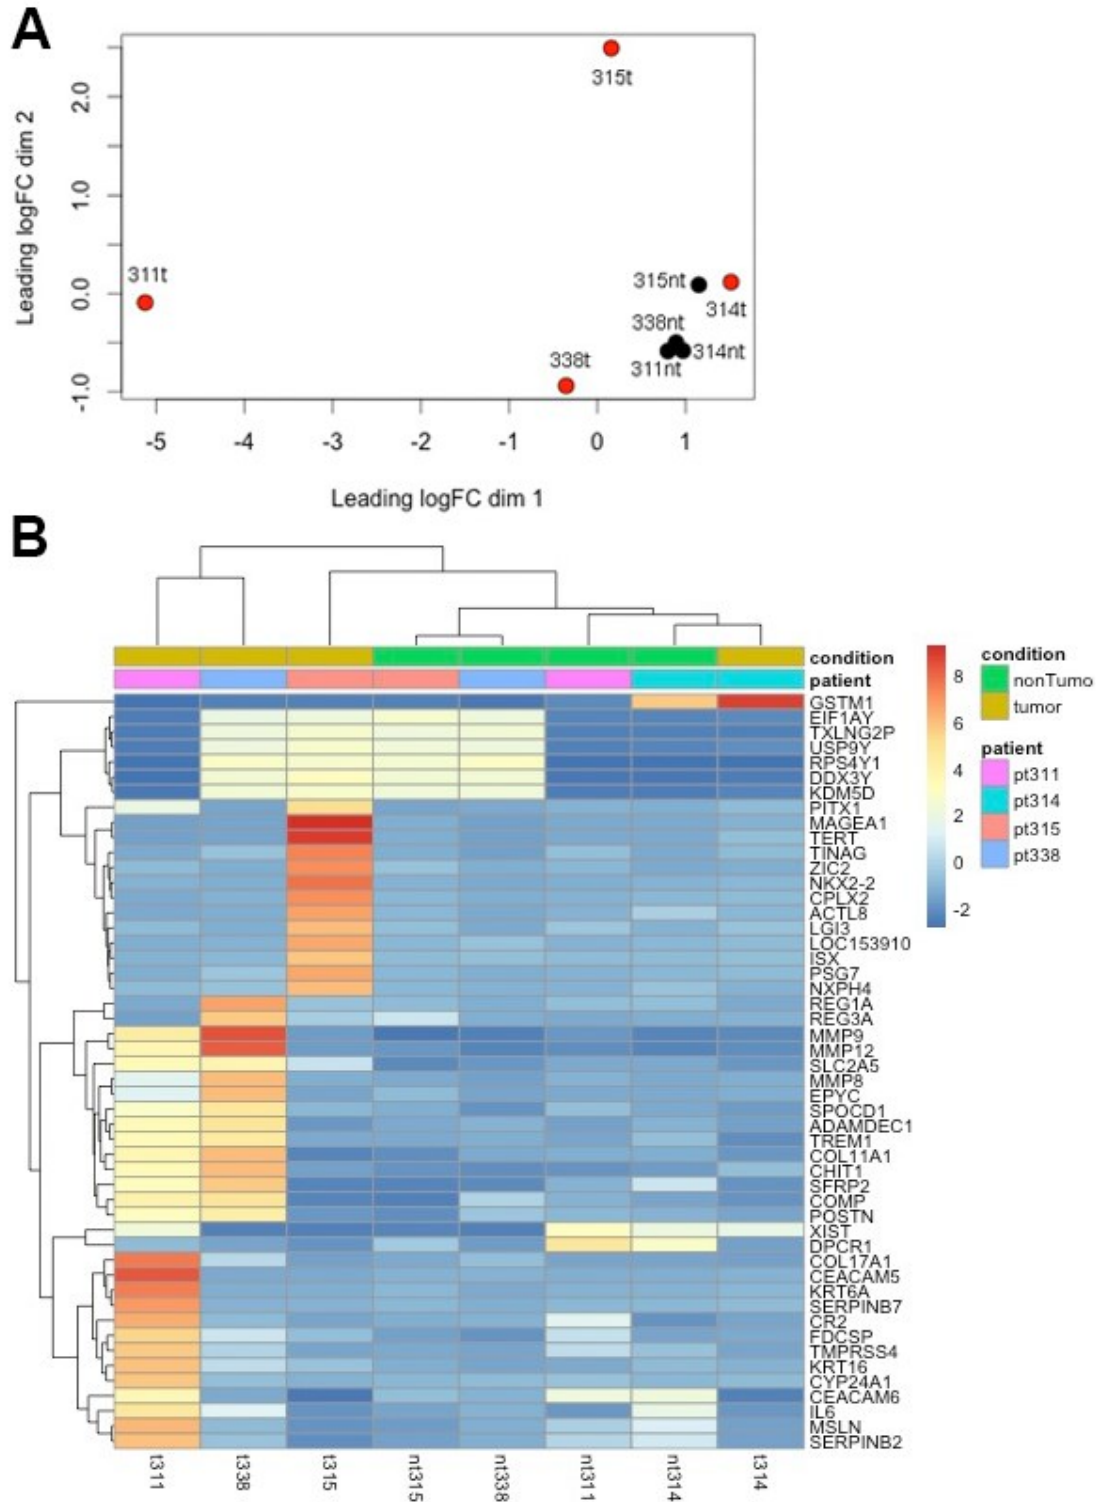 A
2.0
1.0
0.0
-1.0
Leading logFC dim 2
315t
311t
315nt
314t
338nt
314nt
311nt
338t
-5 -4 -3 -2 -1 0 1
Leading logFC dim 1
B
condition
patient
GSTM1
EIF1AY
TXLNG2P
USP9Y
RPS4Y1
DDX3Y
KDM5D
PITX1
MAGEA1
TERT
TINAG
ZIC2
NKX2-2
CPLX2
ACTL8
LGI3
LOC153910
ISX
PSG7
NXPH4
REG1A
REG3A
MMP9
MMP12
SLC2A5
MMP8
EPYC
SPOCD1
ADAMDEC1
TREM1
COL11A1
CHIT1
SFRP2
COMP
POSTN
XIST
DPCR1
COL17A1
CEACAM5
KRT6A
SERPINB7
CR2
FDCSP
TMPRSS4
KRT16
CYP24A1
CEACAM6
IL6
MSLN
SERPINB2
t311 t338 t315 nt315 nt338 nt311 nt314 t314
8
6
4
2
0
-2
condition
nonTumo
tumor
patient
pt311
pt314
pt315
pt338